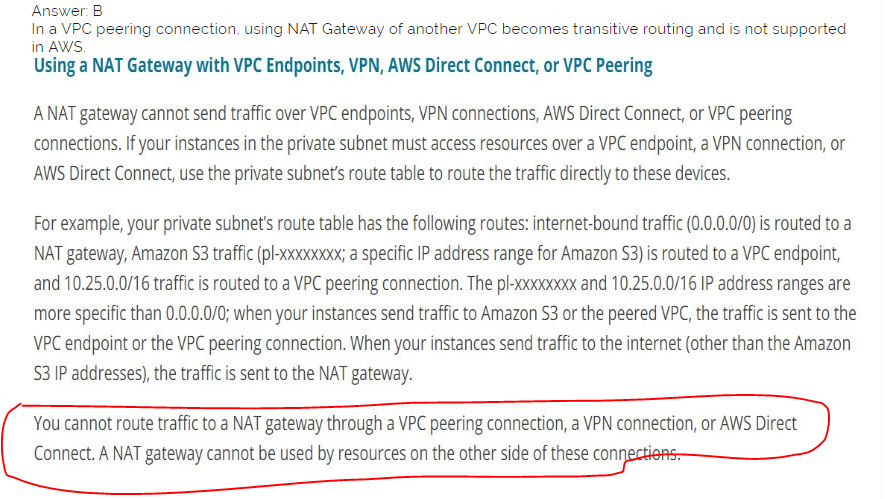 Answer: B
In a VPC peering connection, using NAT Gateway of another VPC becomes transitive routing and is not supported
in AWS.
Using a NAT Gateway with VPC Endpoints, VPN, AWS Direct Connect, or VPC Peering
A NAT gateway cannot send traffic over VPC endpoints, VPN connections, AWS Direct Connect, or VPC peering
connections. If your instances in the private subnet must access resources over a VPC endpoint, a VPN connection, or
AWS Direct Connect, use the private subnet's route table to route the traffic directly to these devices.
For example, your private subnet's route table has the following routes: internet-bound traffic (0.0.0.0/0) is routed to a
NAT gateway, Amazon S3 traffic (pl-xxxxxxxx; a specific IP address range for Amazon S3) is routed to a VPC endpoint,
and 10.25.0.0/16 traffic is routed to a VPC peering connection. The pl-xxxxxxxx and 10.25.0.0/16 IP address ranges are
more specific than 0.0.0.0/0; when your instances send traffic to Amazon S3 or the peered VPC, the traffic is sent to the
VPC endpoint or the VPC peering connection. When your instances send traffic to the internet (other than the Amazon
S3 IP addresses), the traffic is sent to the NAT gateway.
You cannot route traffic to a NAT gateway through a VPC peering connection, a VPN connection, or AWS Direct
Connect. A NAT gateway cannot be used by resources on the other side of these connections.